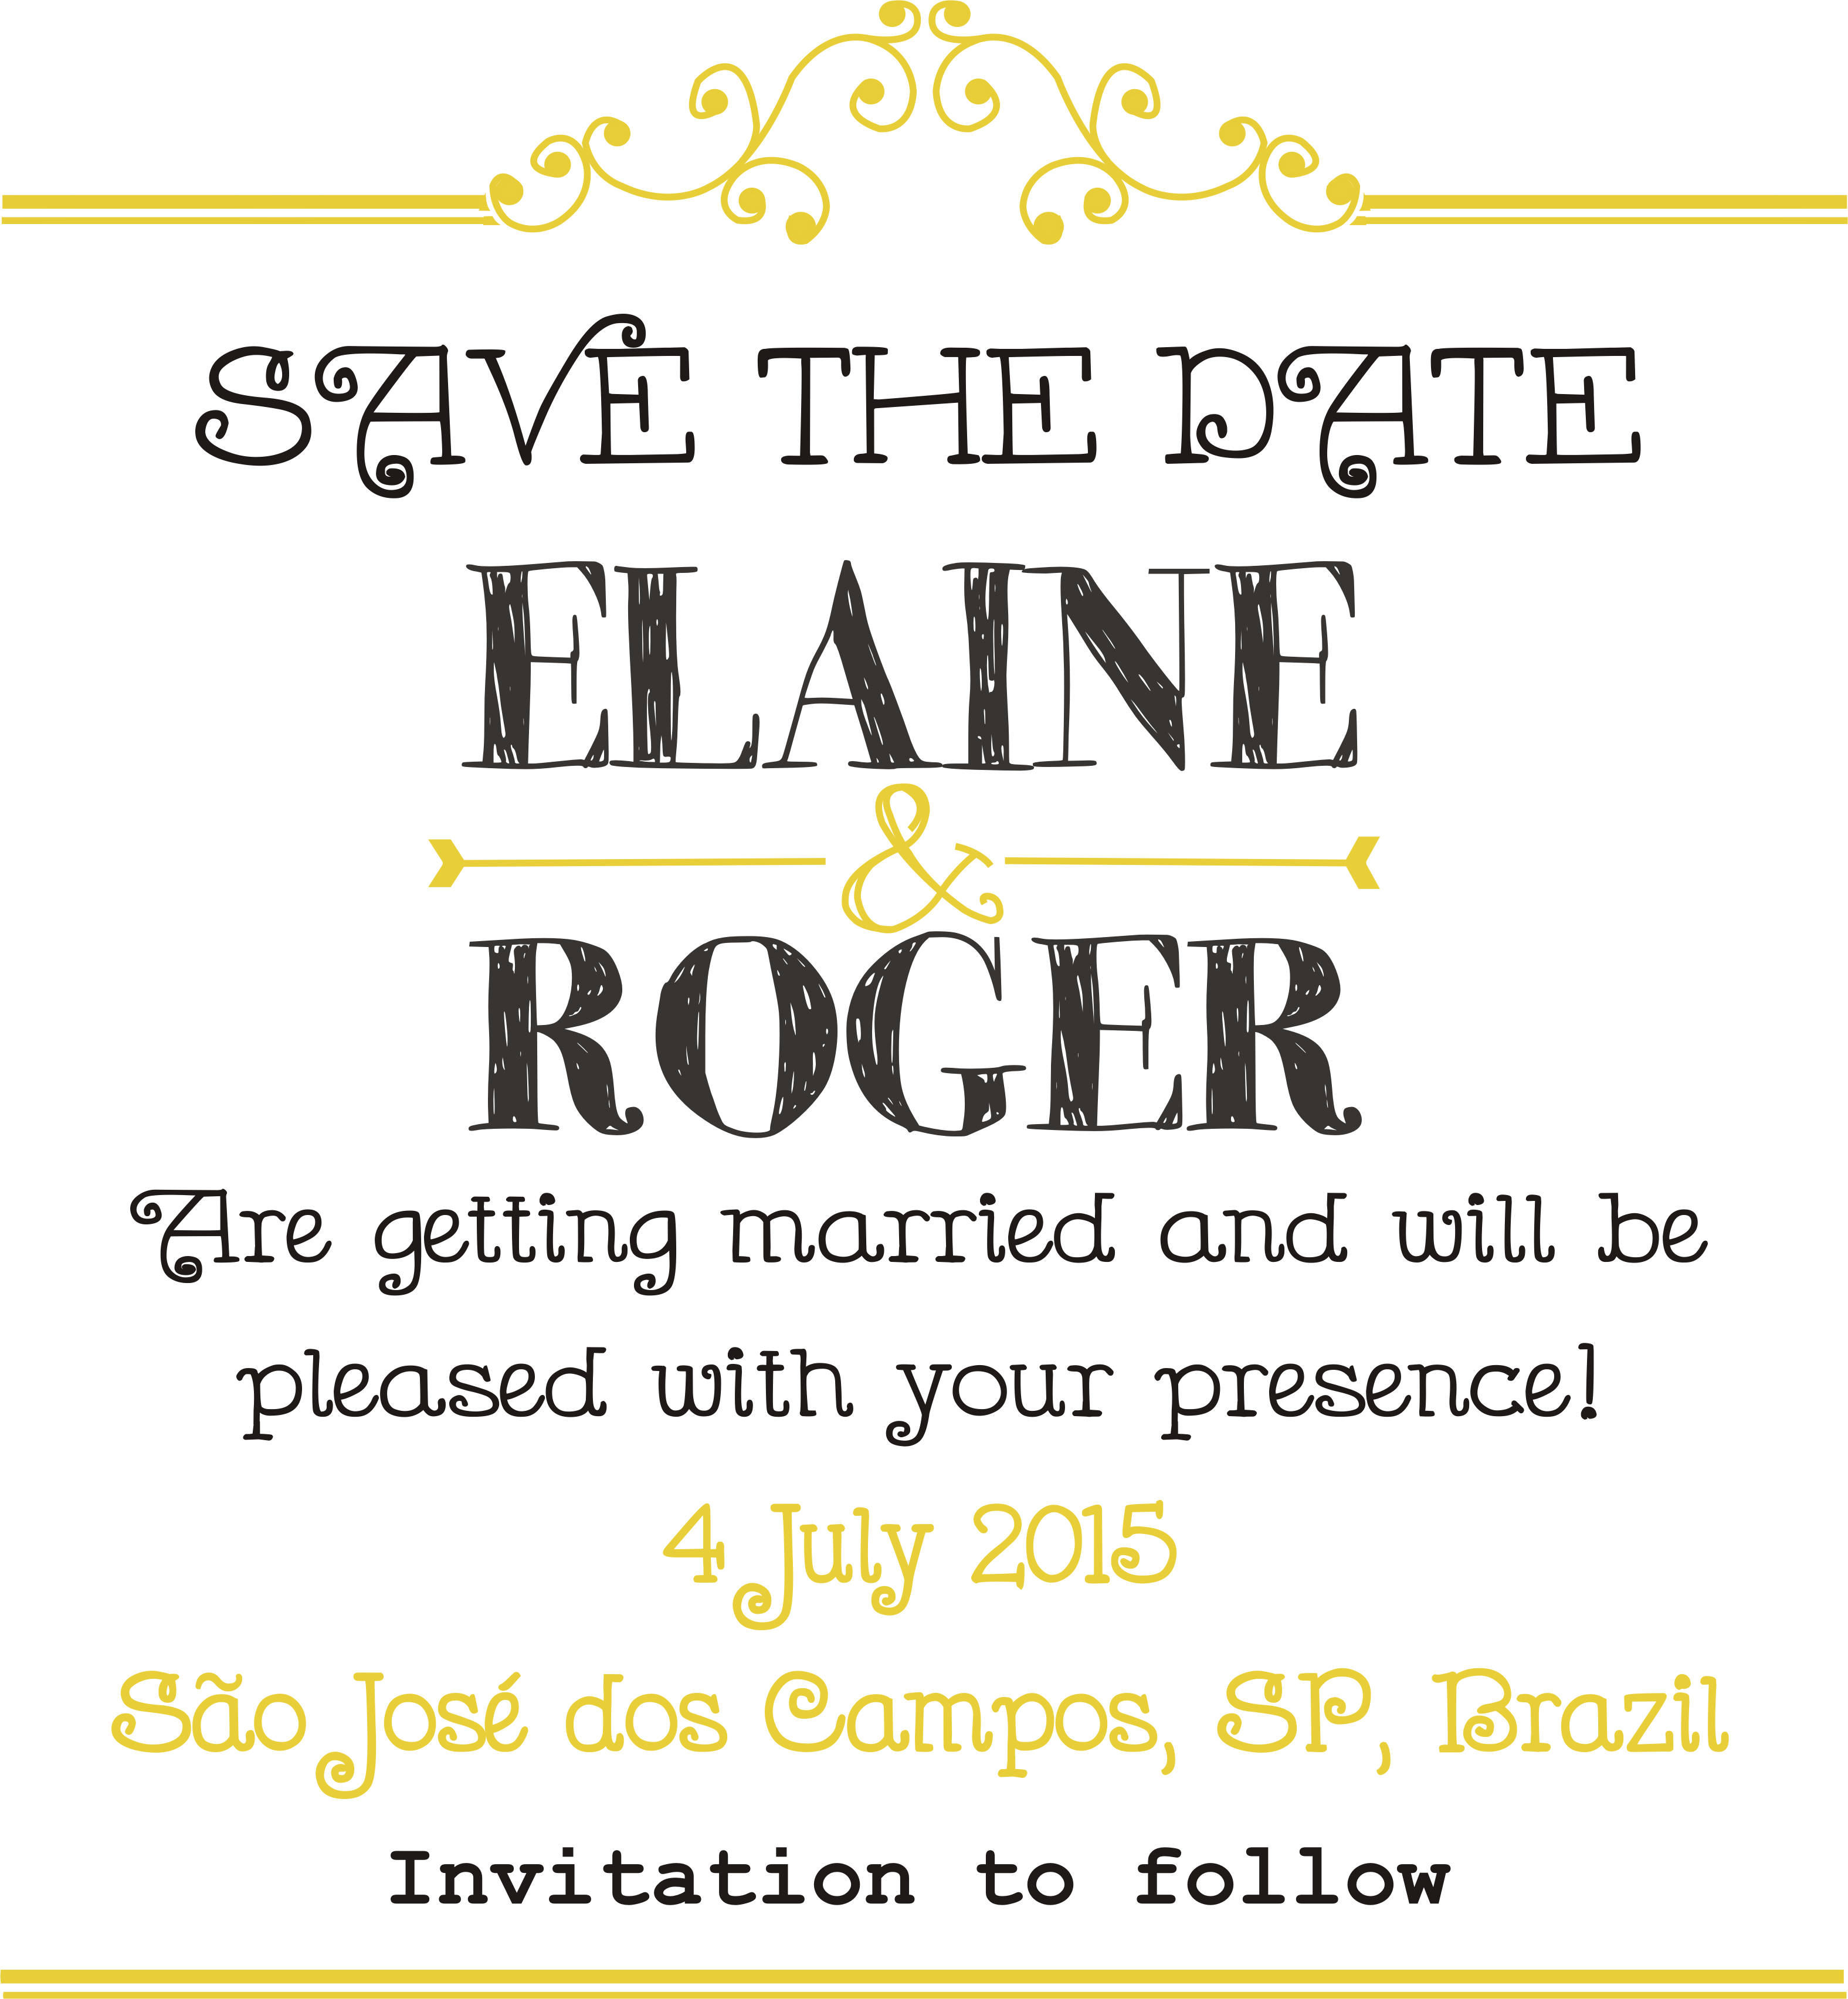 SAVE THE DATE
ELAINE
&
ROGER
Are getting married and will be
pleased with your presence!
4 July 2015
São José dos Campos, SP, Brazil
Invitation to follow